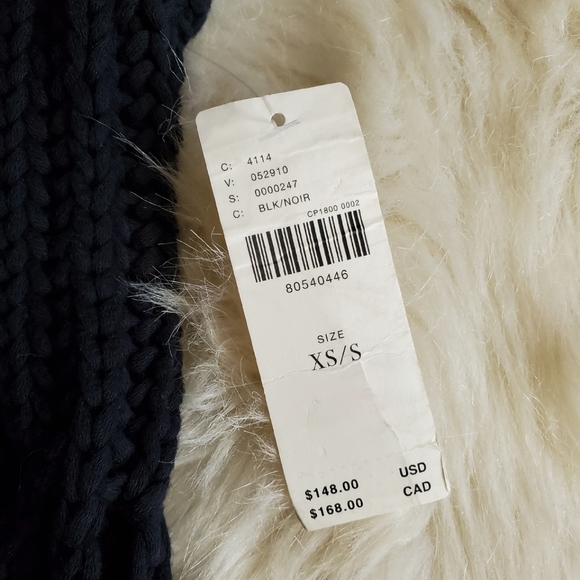 C: 4114
V: 052910
S: 0000247
C: BLK/NOIR
CP1800 0002
80540446
SIZE
XS/S
$148.00 USD
$168.00 CAD